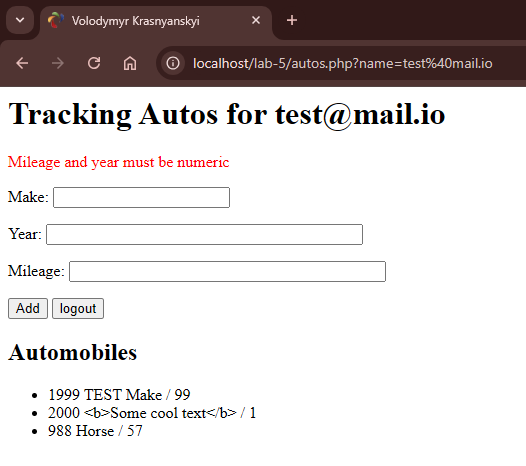 Volodymyr Krasnyanskyi
localhost/lab-5/autos.php?name=test%40mail.io
Tracking Autos for test@mail.io
Mileage and year must be numeric
Make:
Year:
Mileage:
Add logout
Automobiles
1999 TEST Make / 99
2000 <b>Some cool text</b> / 1
988 Horse / 57